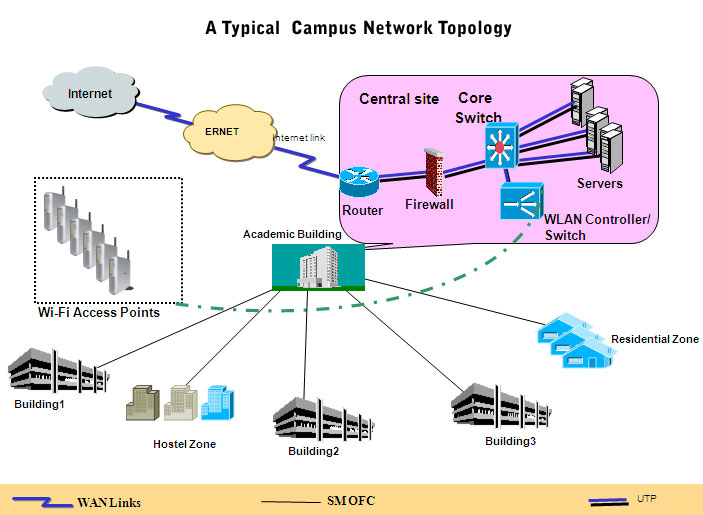 A Typical Campus Network Topology
Internet
ERNET
Internet link
Central site
Core
Switch
Servers
Router
Firewall
WLAN Controller/
Switch
Academic Building
Wi-Fi Access Points
Residential Zone
Building1
Hostel Zone
Building2
Building3
WAN Links
SM OFC
UTP